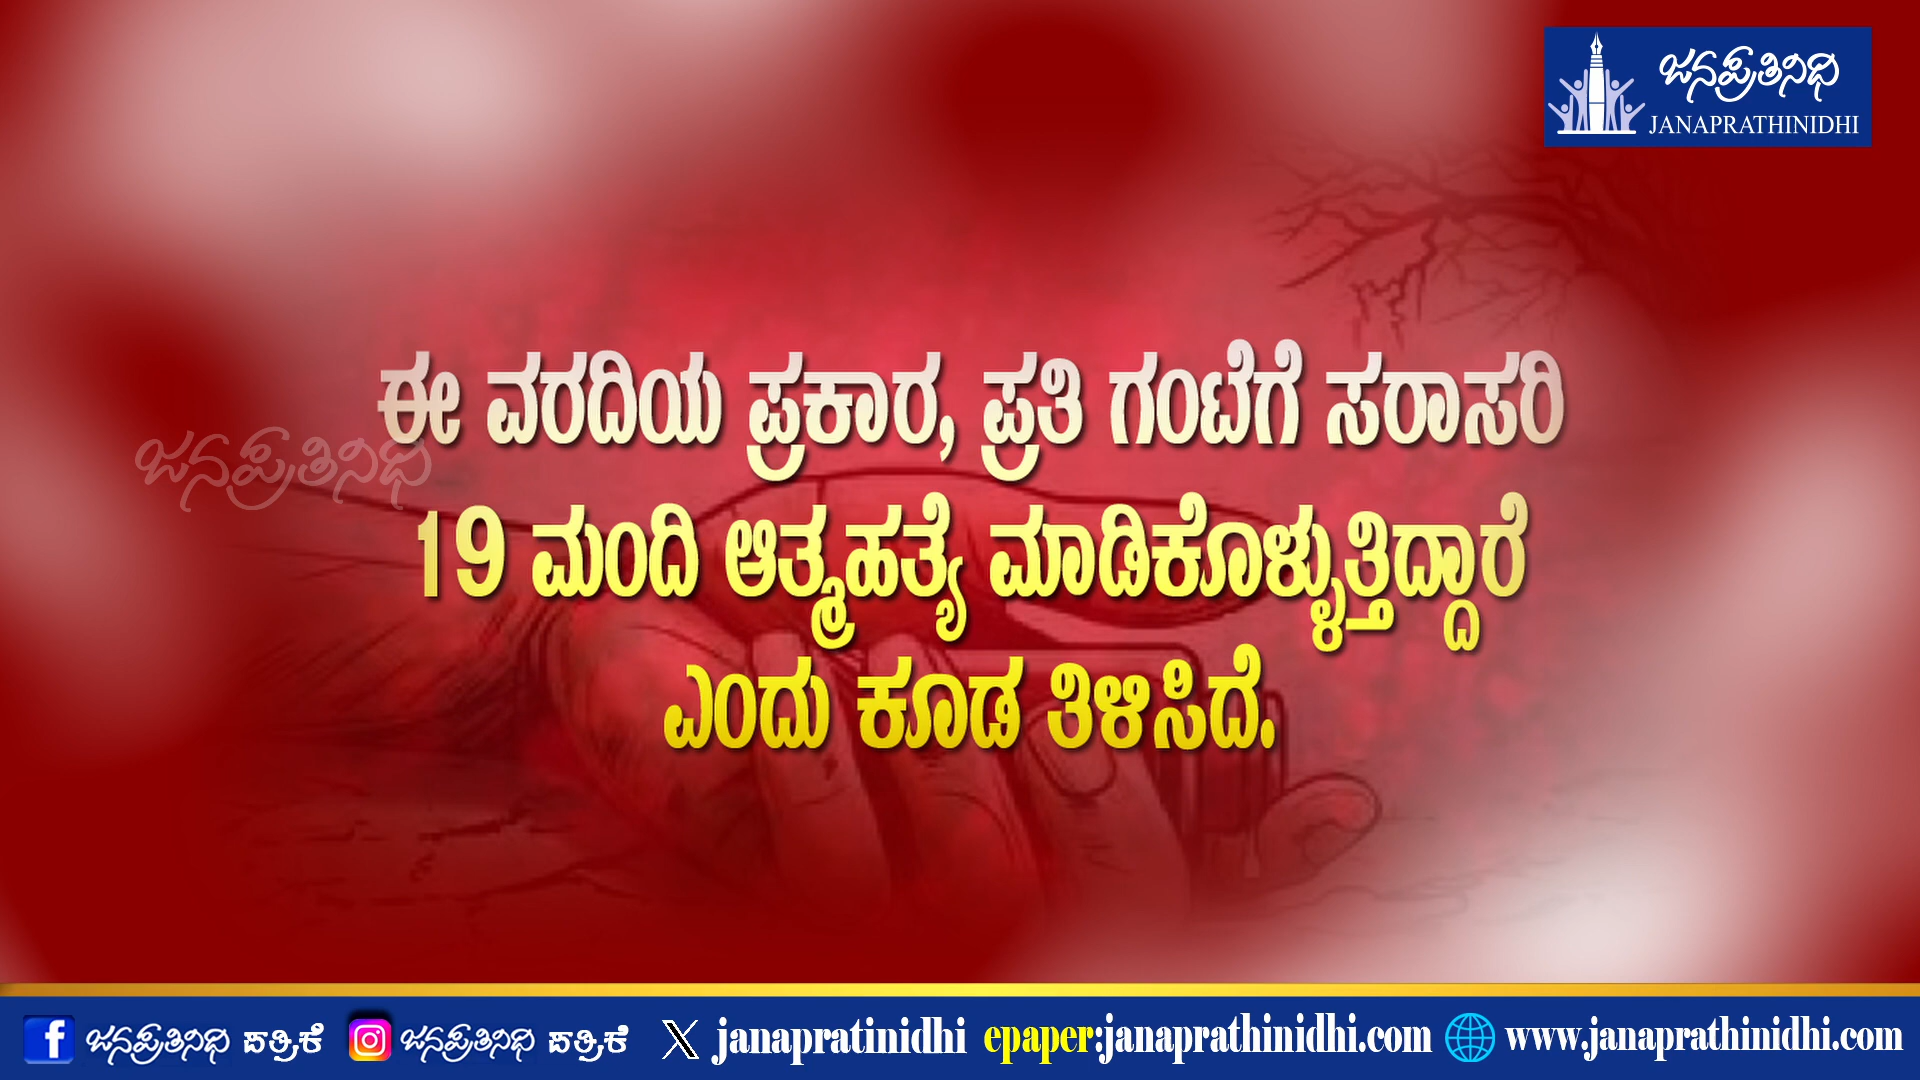 ಜನಪ್ರತಿನಿಧಿ
JANAPRATHINIDHI
ಈ ವರದಿಯ ಪ್ರಕಾರ, ಪ್ರತಿ ಗಂಟೆಗೆ ಸರಾಸರಿ
ಜನಪ್ರತಿನಿಧಿ
19 ಮಂದಿ ಆತ್ಮಹತ್ಯೆ ಮಾಡಿಕೊಳ್ಳುತ್ತಿದ್ದಾರೆ
ಎಂದು ಕೂಡ ತಿಳಿಸಿದೆ.
ಜನಪ್ರತಿನಿಧಿ ಪತ್ರಿಕೆ ಜನಪ್ರತಿನಿಧಿ ಪತ್ರಿಕೆ janapratinidhi epaper:janaprathinidhi.com www.janaprathinidhi.com